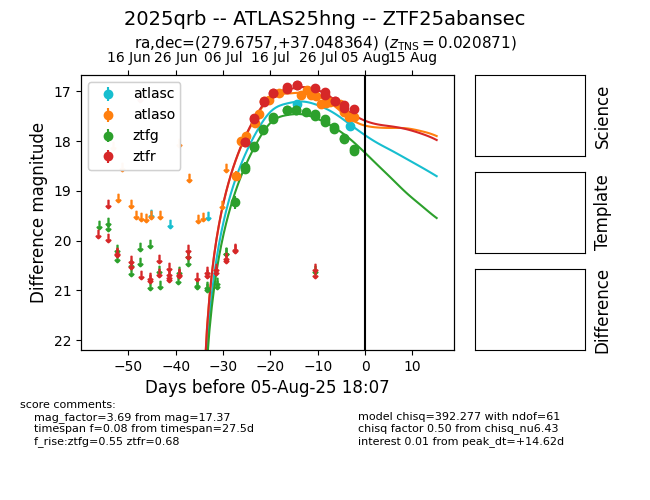 2025qrb -- ATLAS25hng -- ZTF25abansec
ra,dec=(279.6757,+37.048364) (z_TNS = 0.020871)
16 Jun 26 Jun 06 Jul 16 Jul 26 Jul 05 Aug 15 Aug
atlasc
atlaso
ztfg
ztfr
17
18
19
20
21
22
Difference magnitude
−50 −40 −30 −20 −10 0 10
Days before 05-Aug-25 18:07
Science
Template
Difference
score comments:
mag_factor=3.69 from mag=17.37
timespan f=0.08 from timespan=27.5d
f_rise:ztfg=0.55 ztfr=0.68
model chisq=392.277 with ndof=61
chisq factor 0.50 from chisq_nu6.43
interest 0.01 from peak_dt=+14.62d